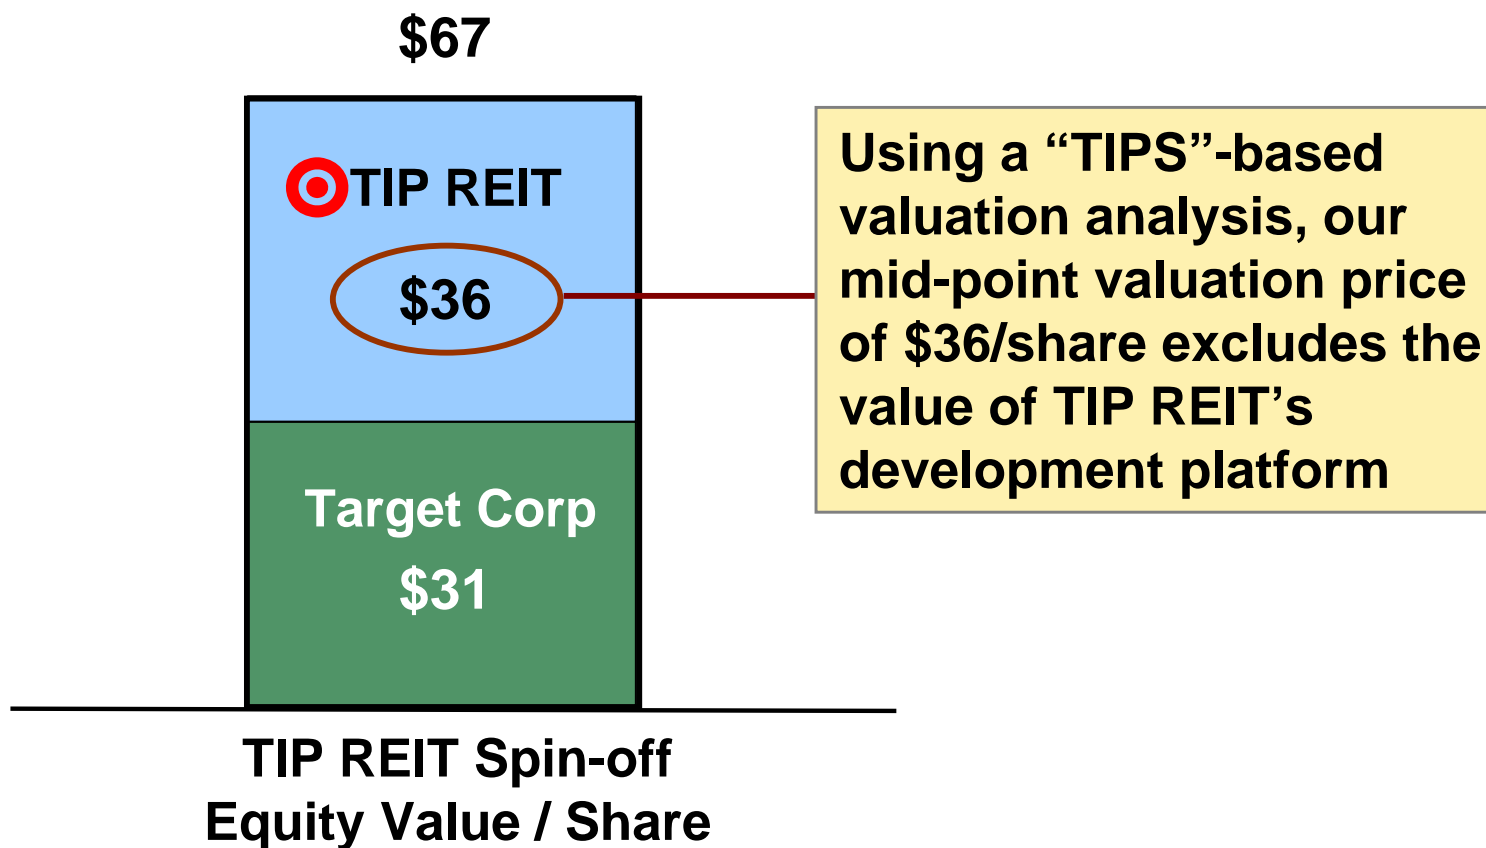 $67
TIP REIT
$36
Target Corp
$31
Using a “TIPS”-based
valuation analysis, our
mid-point valuation price
of $36/share excludes the
value of TIP REIT’s
development platform
TIP REIT Spin-off
Equity Value / Share